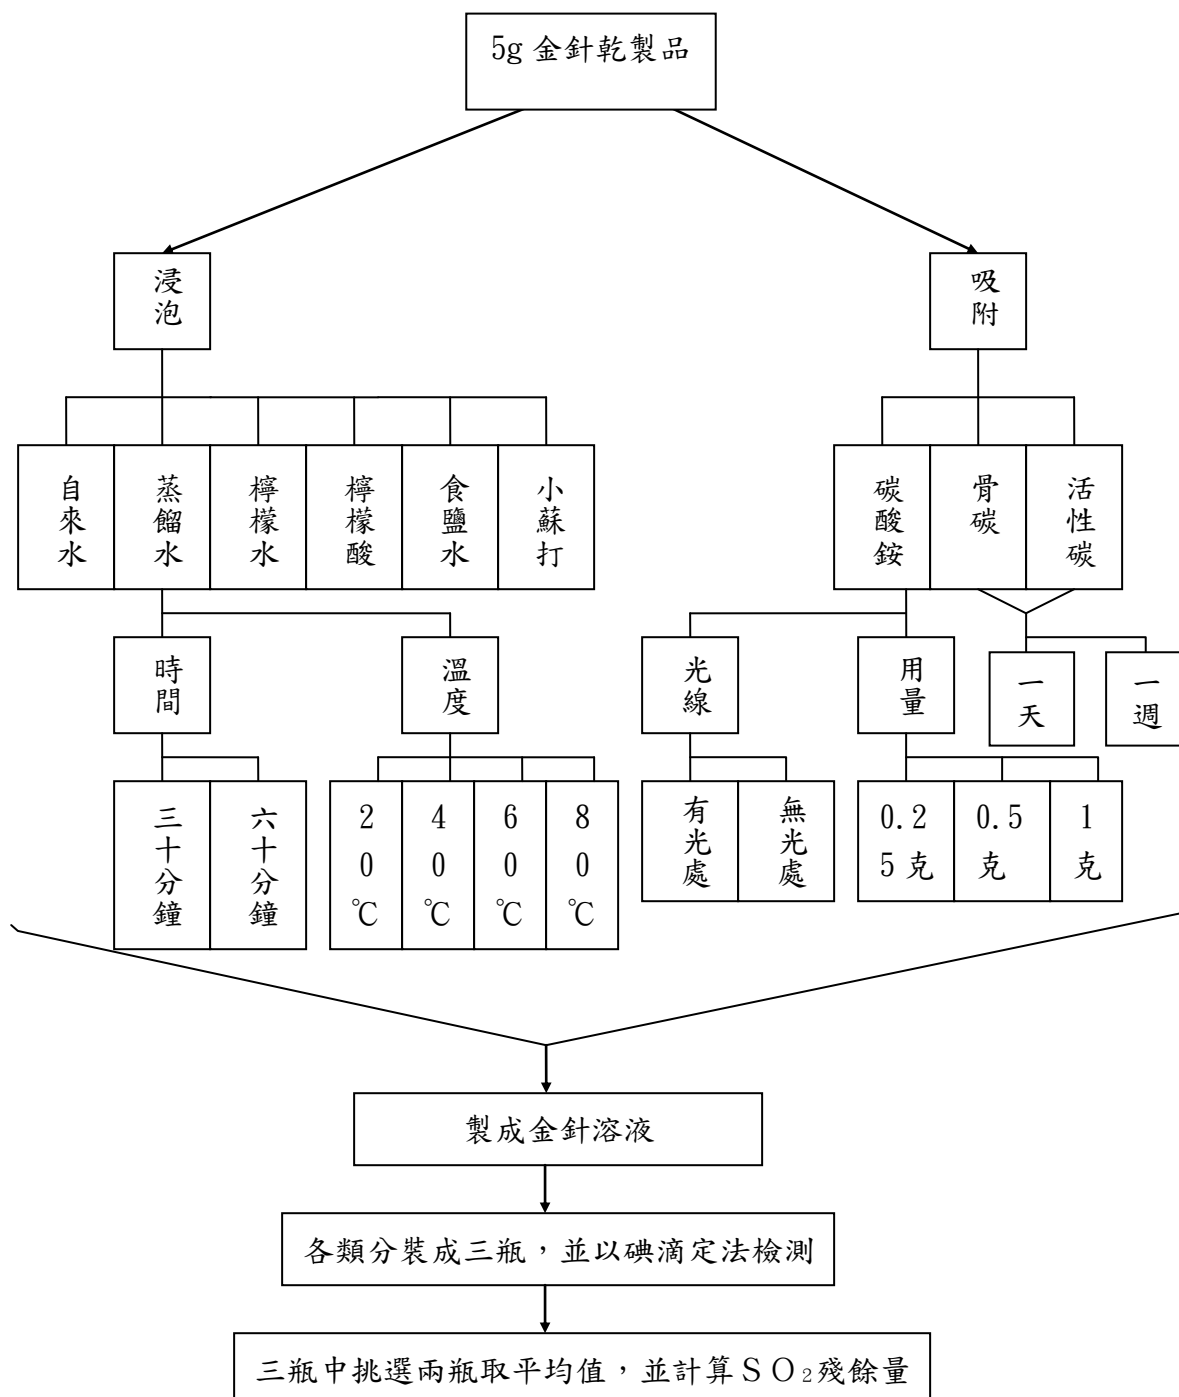 5g 金針乾製品
浸泡
吸附
自來水
蒸餾水
檸檬水
檸檬酸
食鹽水
小蘇打
碳酸銨
骨碳
活性碳
時間
溫度
光線
用量
一天
一週
三十分鐘
六十分鐘
20℃
40℃
60℃
80℃
有光處
無光處
0.25克
0.5克
1克
製成金針溶液
各類分裝成三瓶，並以碘滴定法檢測
三瓶中挑選兩瓶取平均值，並計算ＳＯ₂殘餘量